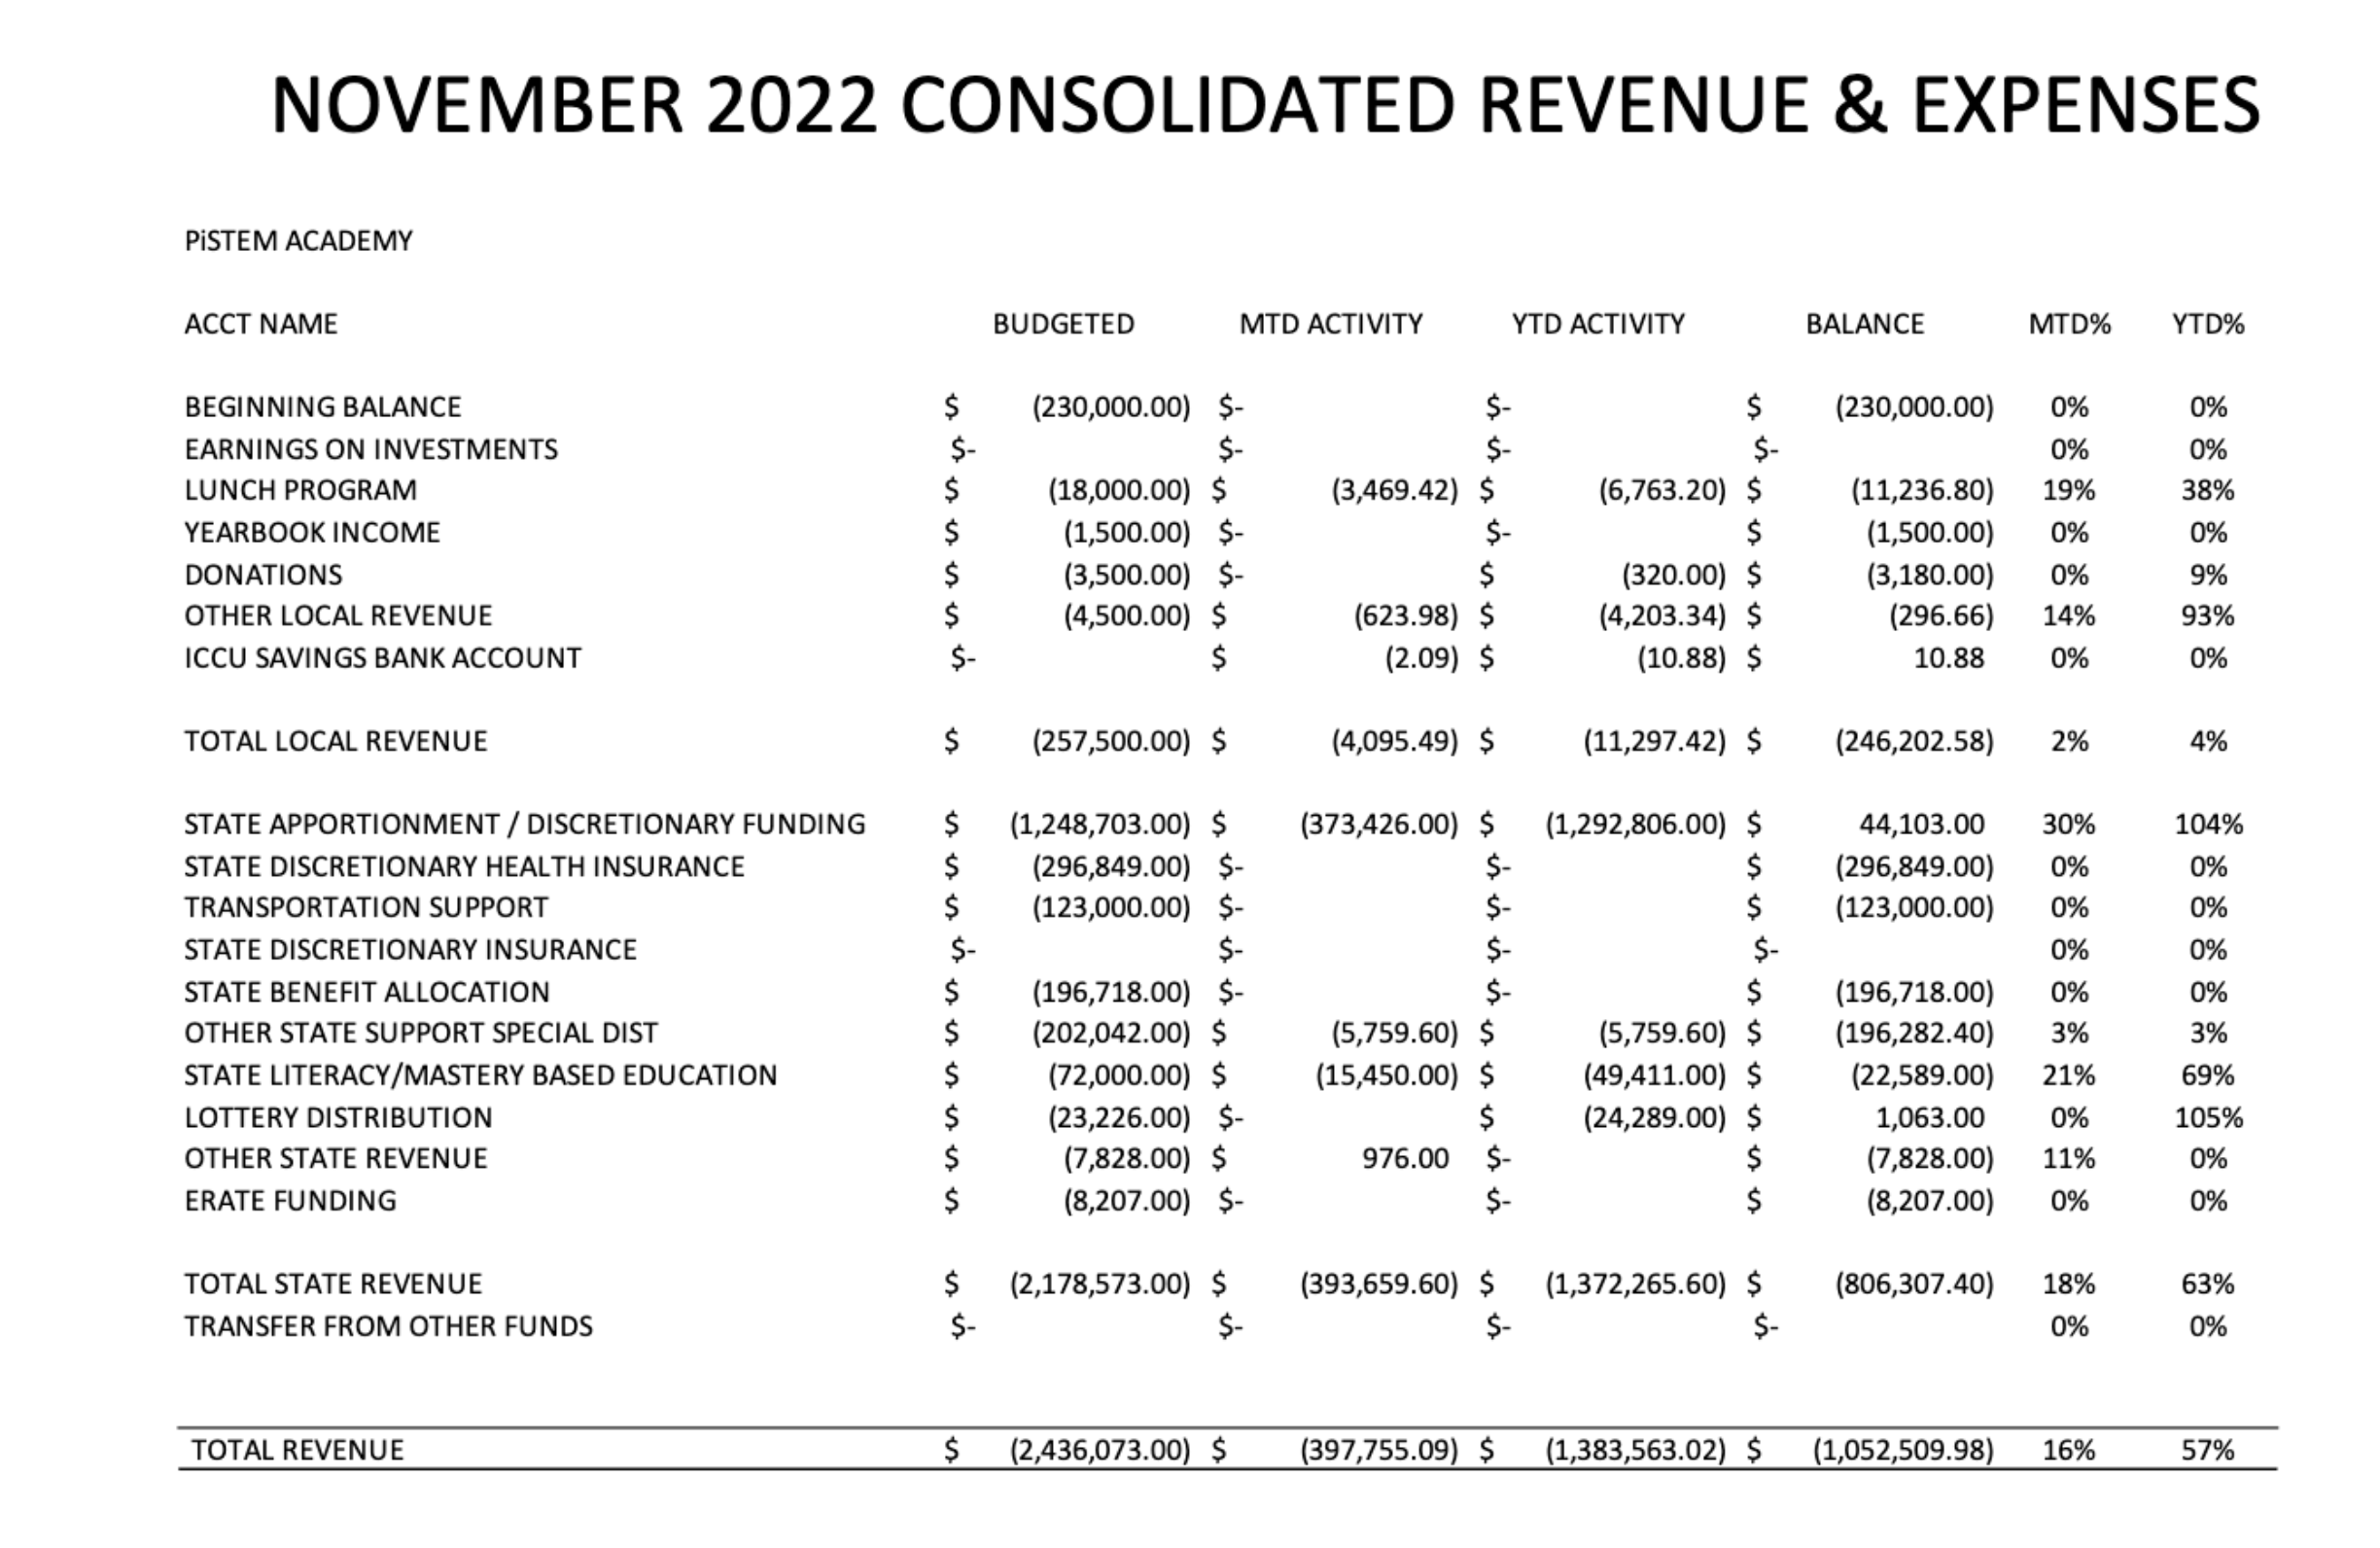 NOVEMBER 2022 CONSOLIDATED REVENUE & EXPENSES
PiSTEM ACADEMY
ACCT NAME BUDGETED MTD ACTIVITY YTD ACTIVITY BALANCE MTD% YTD%
BEGINNING BALANCE $ (230,000.00) $- $- $ (230,000.00) 0% 0%
EARNINGS ON INVESTMENTS $- $- $- $- 0% 0%
LUNCH PROGRAM $ (18,000.00) $ (3,469.42) $ (6,763.20) $ (11,236.80) 19% 38%
YEARBOOK INCOME $ (1,500.00) $- $- $ (1,500.00) 0% 0%
DONATIONS $ (3,500.00) $- $ (320.00) $ (3,180.00) 0% 9%
OTHER LOCAL REVENUE $ (4,500.00) $ (623.98) $ (4,203.34) $ (296.66) 14% 93%
ICCU SAVINGS BANK ACCOUNT $- $ (2.09) $ (10.88) $ 10.88 0% 0%
TOTAL LOCAL REVENUE $ (257,500.00) $ (4,095.49) $ (11,297.42) $ (246,202.58) 2% 4%
STATE APPORTIONMENT / DISCRETIONARY FUNDING $ (1,248,703.00) $ (373,426.00) $ (1,292,806.00) $ 44,103.00 30% 104%
STATE DISCRETIONARY HEALTH INSURANCE $ (296,849.00) $- $- $ (296,849.00) 0% 0%
TRANSPORTATION SUPPORT $ (123,000.00) $- $- $ (123,000.00) 0% 0%
STATE DISCRETIONARY INSURANCE $- $- $- $- 0% 0%
STATE BENEFIT ALLOCATION $ (196,718.00) $- $- $ (196,718.00) 0% 0%
OTHER STATE SUPPORT SPECIAL DIST $ (202,042.00) $ (5,759.60) $ (5,759.60) $ (196,282.40) 3% 3%
STATE LITERACY/MASTERY BASED EDUCATION $ (72,000.00) $ (15,450.00) $ (49,411.00) $ (22,589.00) 21% 69%
LOTTERY DISTRIBUTION $ (23,226.00) $- $ (24,289.00) $ 1,063.00 0% 105%
OTHER STATE REVENUE $ (7,828.00) $ 976.00 $- $ (7,828.00) 11% 0%
ERATE FUNDING $ (8,207.00) $- $- $ (8,207.00) 0% 0%
TOTAL STATE REVENUE $ (2,178,573.00) $ (393,659.60) $ (1,372,265.60) $ (806,307.40) 18% 63%
TRANSFER FROM OTHER FUNDS $- $- $- $- 0% 0%
TOTAL REVENUE $ (2,436,073.00) $ (397,755.09) $ (1,383,563.02) $ (1,052,509.98) 16% 57%